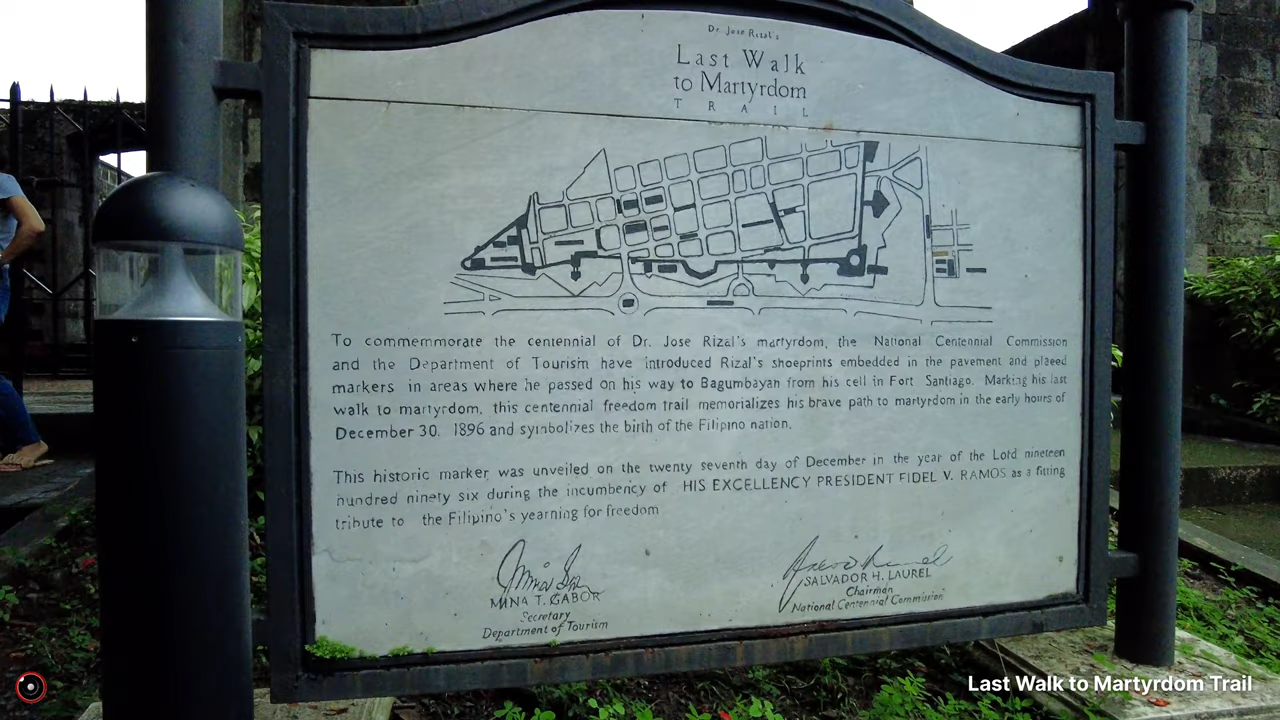 Dr. Jose Rizal's
Last Walk
to Martyrdom
TRAIL
To commemmorate the centennial of Dr. Jose Rizal's martyrdom, the National Centennial Commission
and the Department of Tourism have introduced Rizal's shoeprints embedded in the pavement and placed
markers in areas where he passed on his way to Bagumbayan from his cell in Fort Santiago. Marking his last
walk to martyrdom, this centennial freedom trail memorializes his brave path to martyrdom in the early hours of
December 30, 1896 and symbolizes the birth of the Filipino nation.
This historic marker was unveiled on the twenty seventh day of December in the year of the Lord nineteen
hundred ninety six during the incumbency of HIS EXCELLENCY PRESIDENT FIDEL V. RAMOS as a fitting
tribute to the Filipino's yearning for freedom
MINA T. GABOR
Secretary
Department of Tourism
SALVADOR H. LAUREL
Chairman
National Centennial Commission
Last Walk to Martyrdom Trail